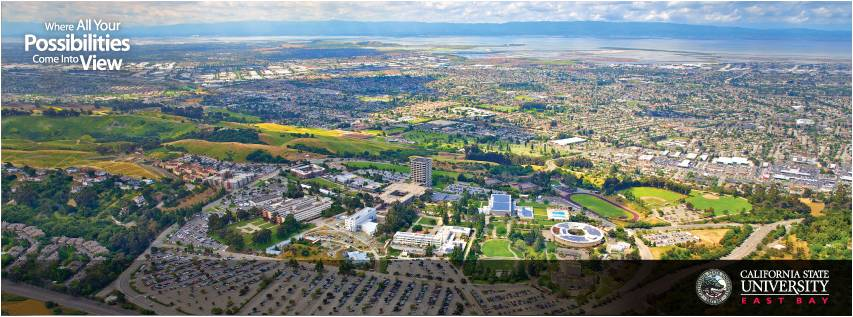 Where All Your
Possibilities
Come Into View
CALIFORNIA STATE
UNIVERSITY
EAST BAY